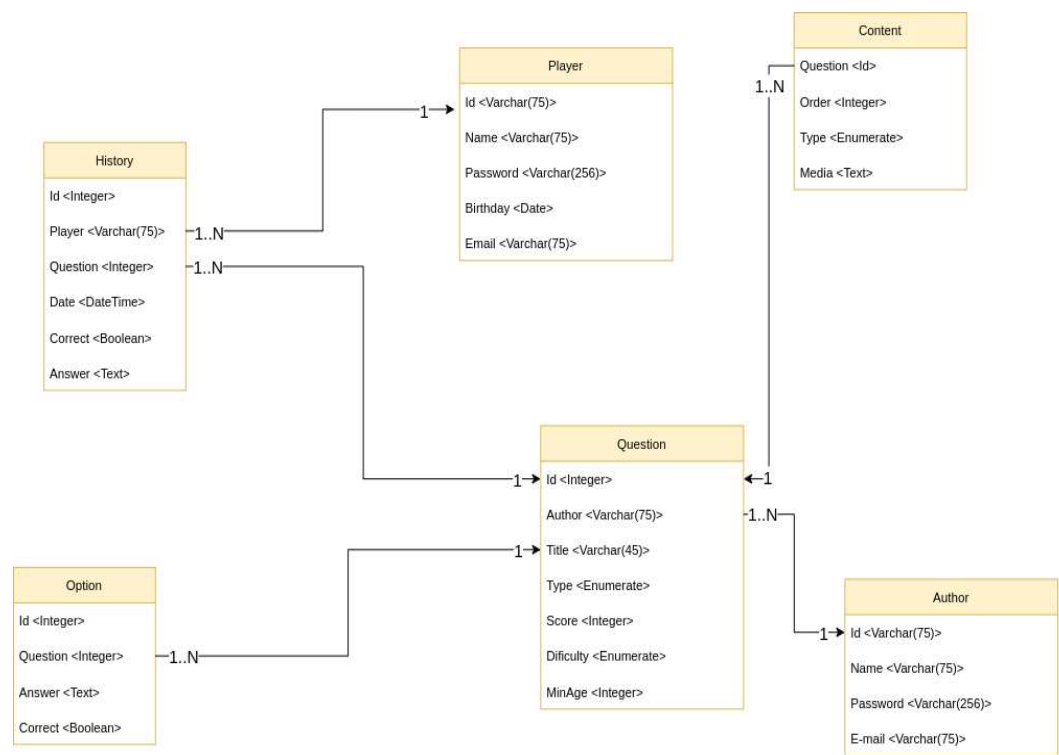 Content
Question <Id>
Order <Integer>
Type <Enumerate>
Media <Text>
1..N
1
Player
Id <Varchar(75)>
Name <Varchar(75)>
Password <Varchar(256)>
Birthday <Date>
Email <Varchar(75)>
1
History
Id <Integer>
Player <Varchar(75)>
Question <Integer>
Date <DateTime>
Correct <Boolean>
Answer <Text>
1..N
1..N
1
Question
Id <Integer>
Author <Varchar(75)>
Title <Varchar(45)>
Type <Enumerate>
Score <Integer>
Dificulty <Enumerate>
MinAge <Integer>
1..N
1
Option
Id <Integer>
Question <Integer>
Answer <Text>
Correct <Boolean>
1..N
1
Author
Id <Varchar(75)>
Name <Varchar(75)>
Password <Varchar(256)>
E-mail <Varchar(75)>